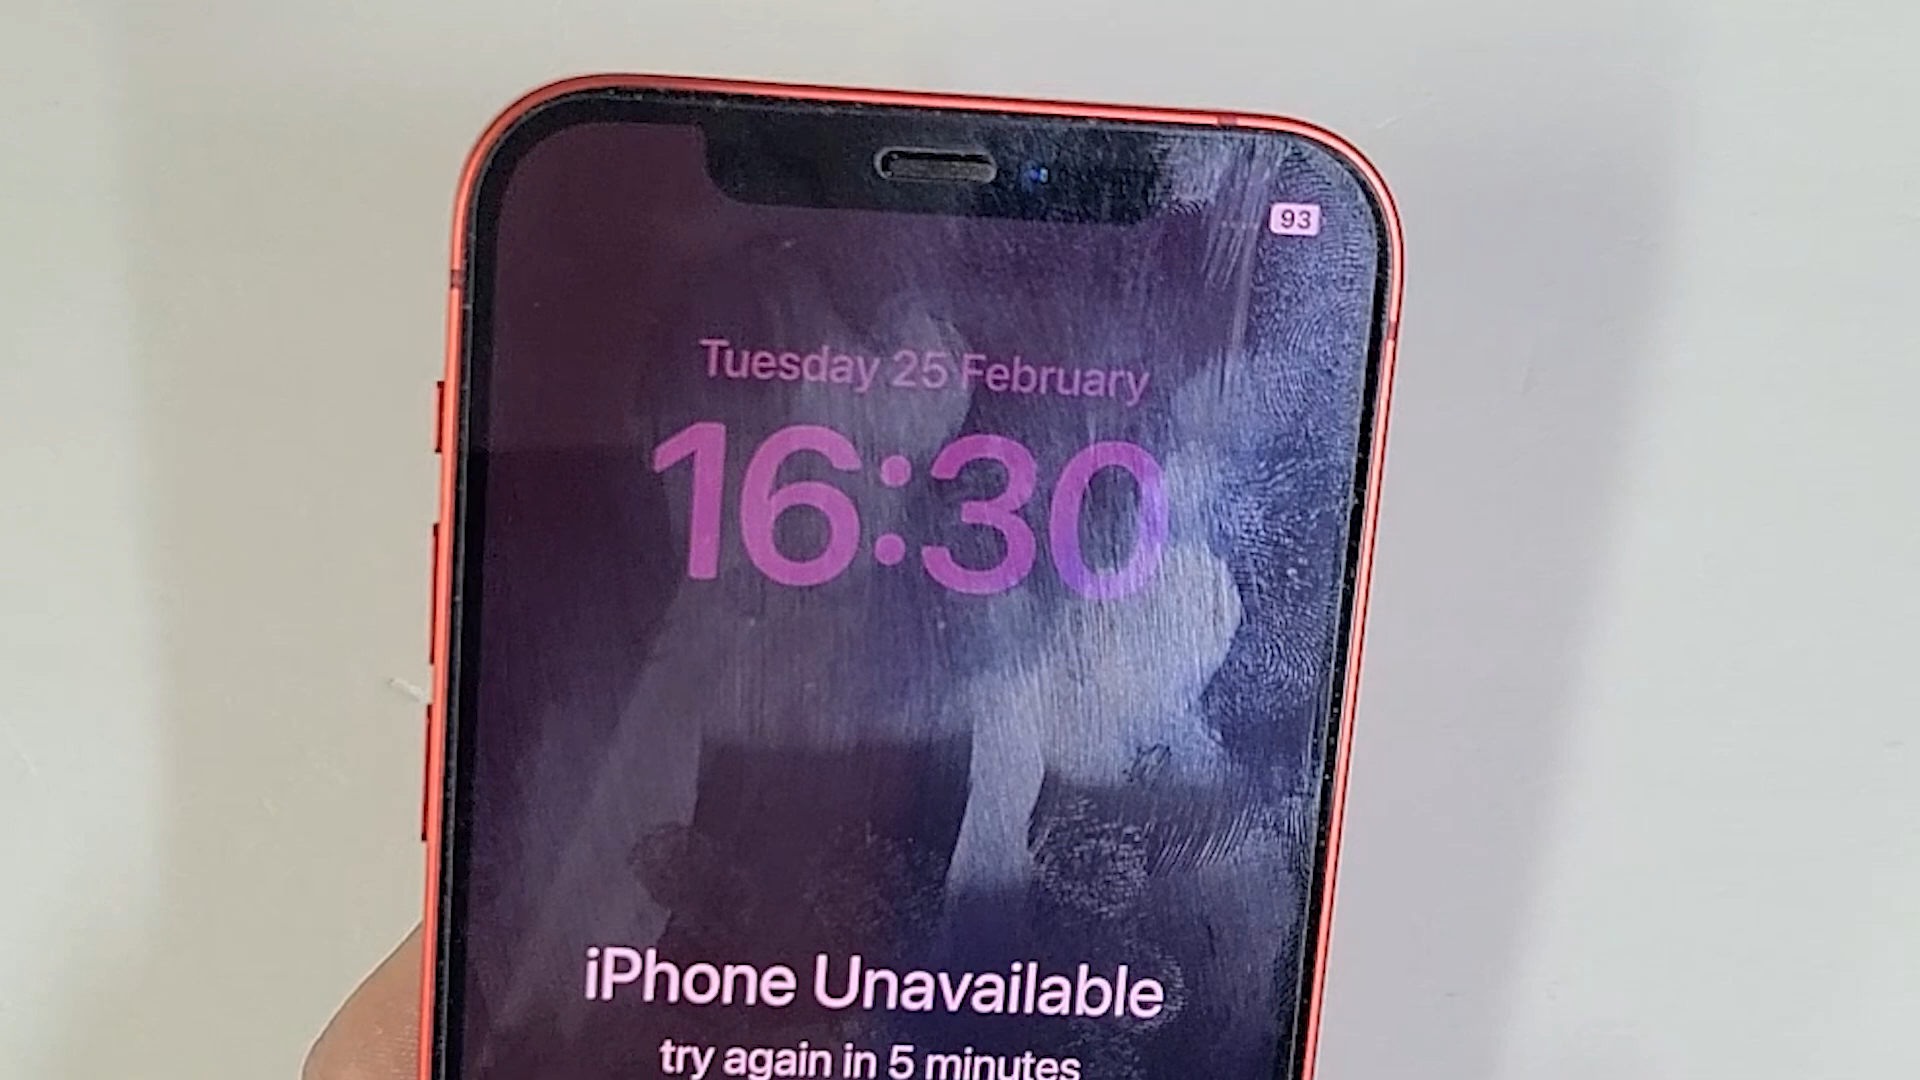 93
Tuesday 25 February
16:30
iPhone Unavailable
try again in 5 minutes